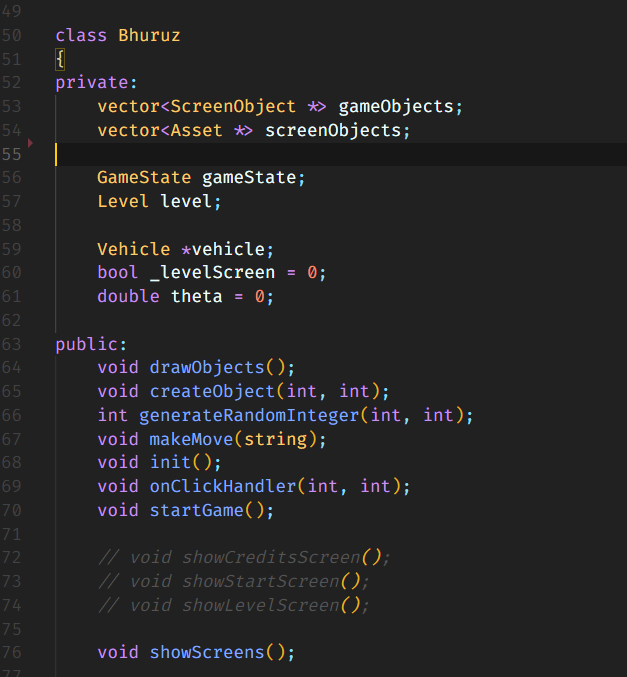 49
50 class Bhuruz
51 {
52 private:
53 vector<ScreenObject *> gameObjects;
54 vector<Asset *> screenObjects;
55
56 GameState gameState;
57 Level level;
58
59 Vehicle *vehicle;
60 bool _levelScreen = 0;
61 double theta = 0;
62
63 public:
64 void drawObjects();
65 void createObject(int, int);
66 int generateRandomInteger(int, int);
67 void makeMove(string);
68 void init();
69 void onClickHandler(int, int);
70 void startGame();
71
72 // void showCreditsScreen();
73 // void showStartScreen();
74 // void showLevelScreen();
75
76 void showScreens();
77